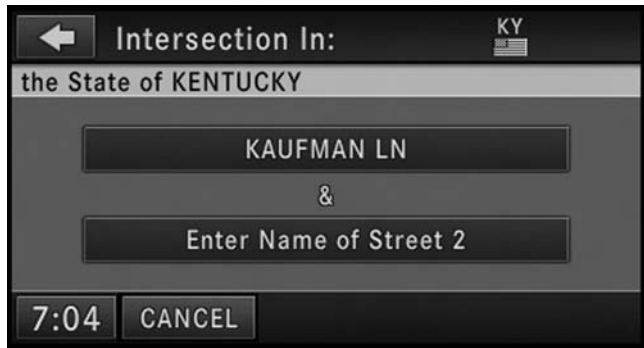 Intersection In:
KY
the State of KENTUCKY
KAUFMAN LN
&
Enter Name of Street 2
7:04
CANCEL